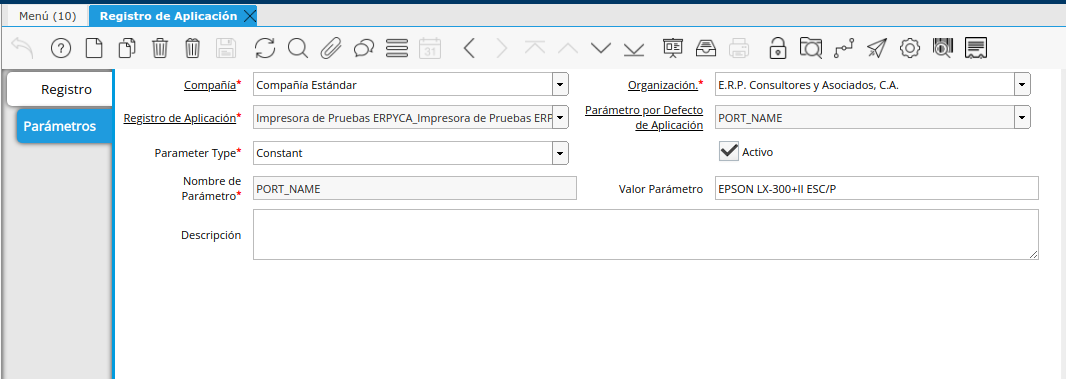 Menú (10)
Registro de Aplicación
31
Registro
Parámetros
Compañía*
Compañía Estándar
Organización.*
E.R.P. Consultores y Asociados, C.A.
Registro de Aplicación*
Impresora de Pruebas ERPYCA_Impresora de Pruebas ERP
Parámetro por Defecto
de Aplicación
PORT_NAME
Parameter Type*
Constant
Activo
Nombre de
Parámetro*
PORT_NAME
Valor Parámetro
EPSON LX-300+II ESC/P
Descripción